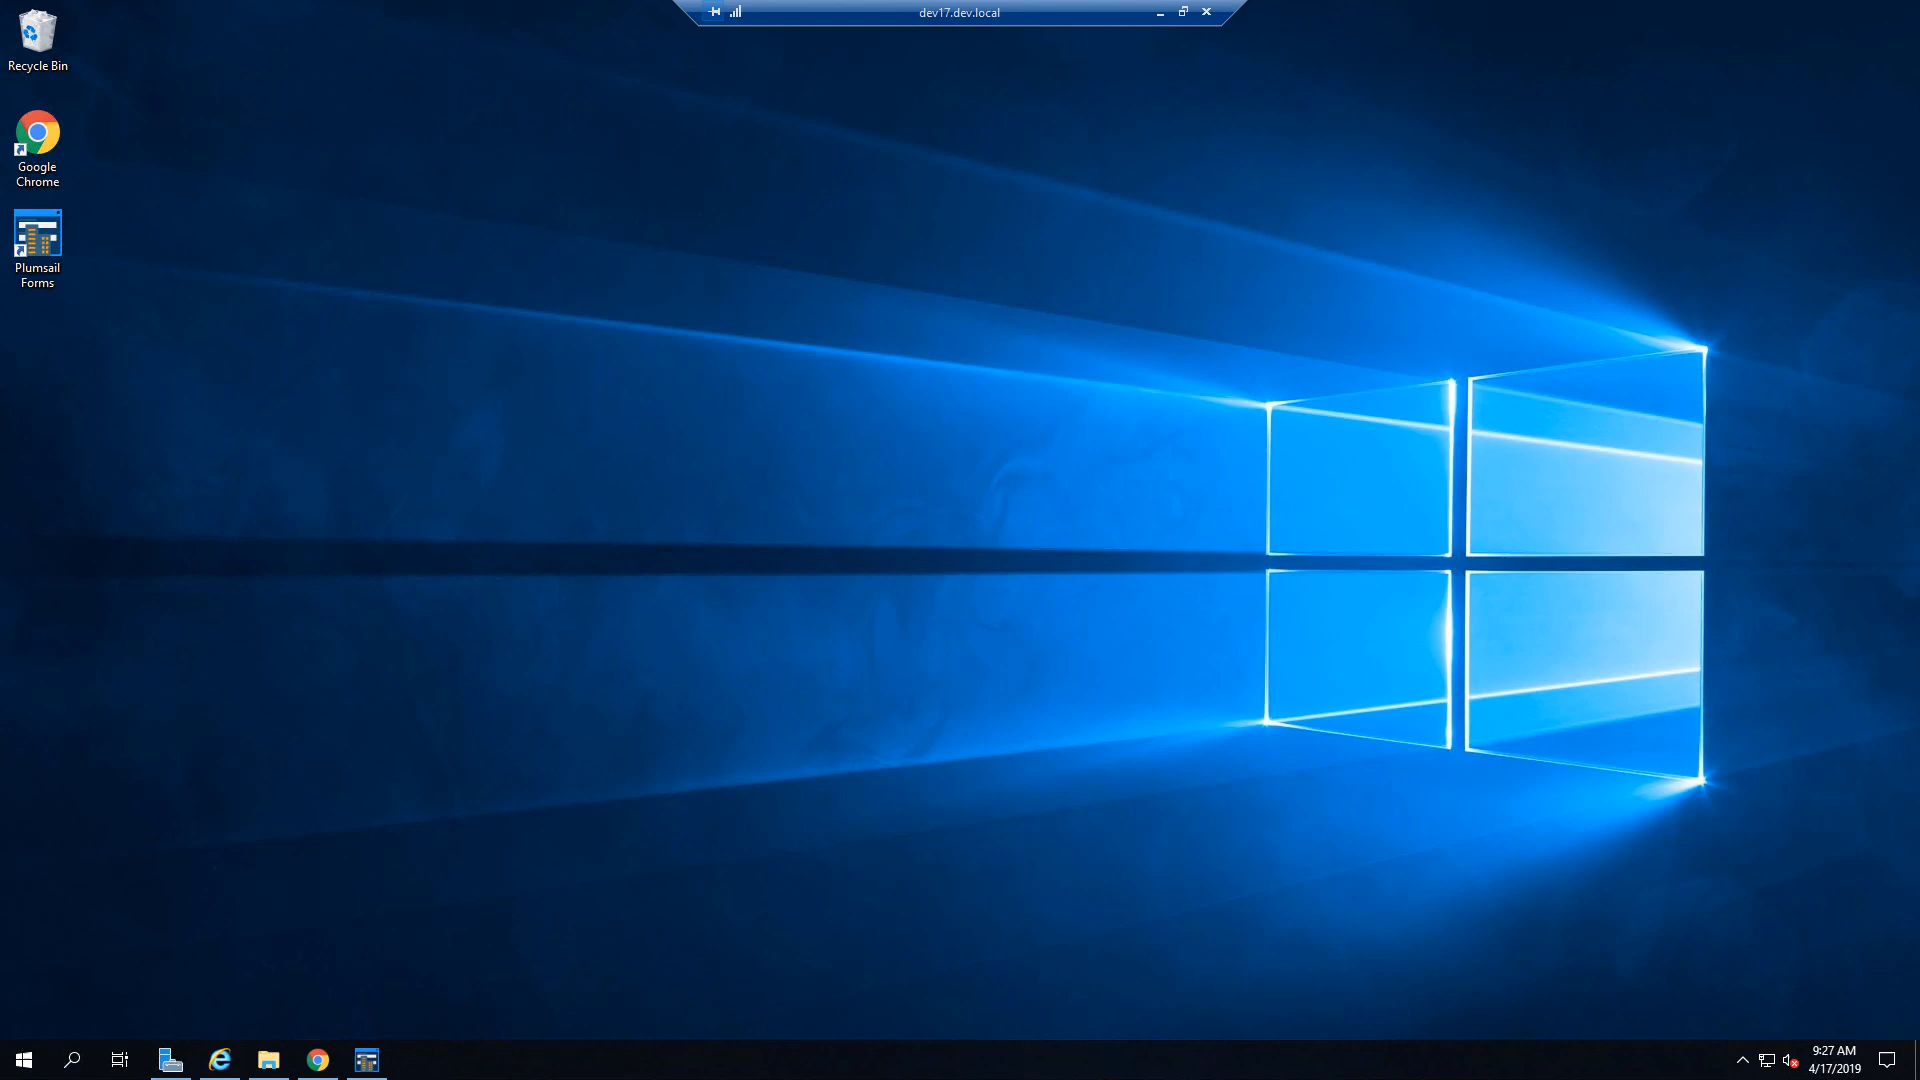 dev17.dev.local
Recycle Bin
Google
Chrome
Plumsail
Forms
9:27 AM
4/17/2019